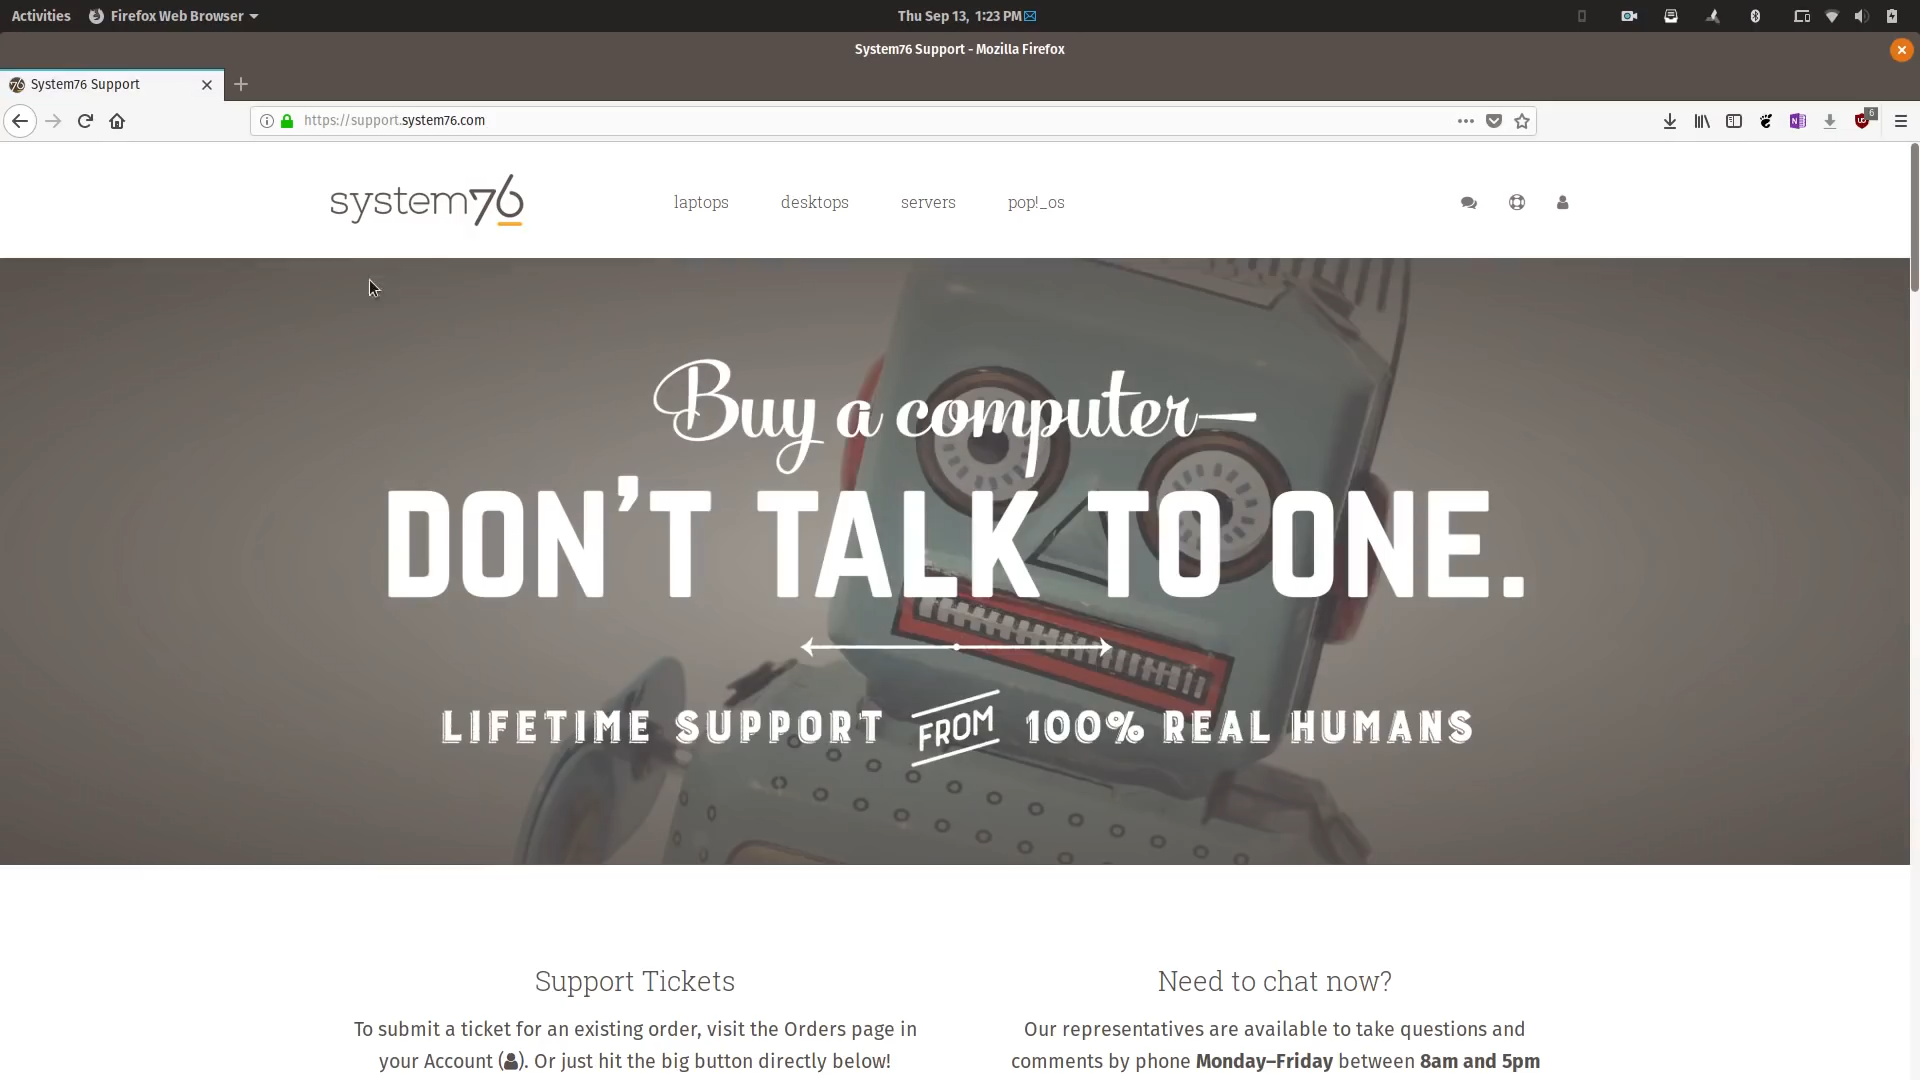 Activities Firefox Web Browser Thu Sep 13, 1:23 PM
System76 Support - Mozilla Firefox
76 System76 Support
https://support.system76.com 6
system76 laptops desktops servers pop!_os
Buy a computer—
DON'T TALK TO ONE.
LIFETIME SUPPORT FROM 100% REAL HUMANS
Support Tickets
To submit a ticket for an existing order, visit the Orders page in
your Account (). Or just hit the big button directly below!
Need to chat now?
Our representatives are available to take questions and
comments by phone Monday–Friday between 8am and 5pm